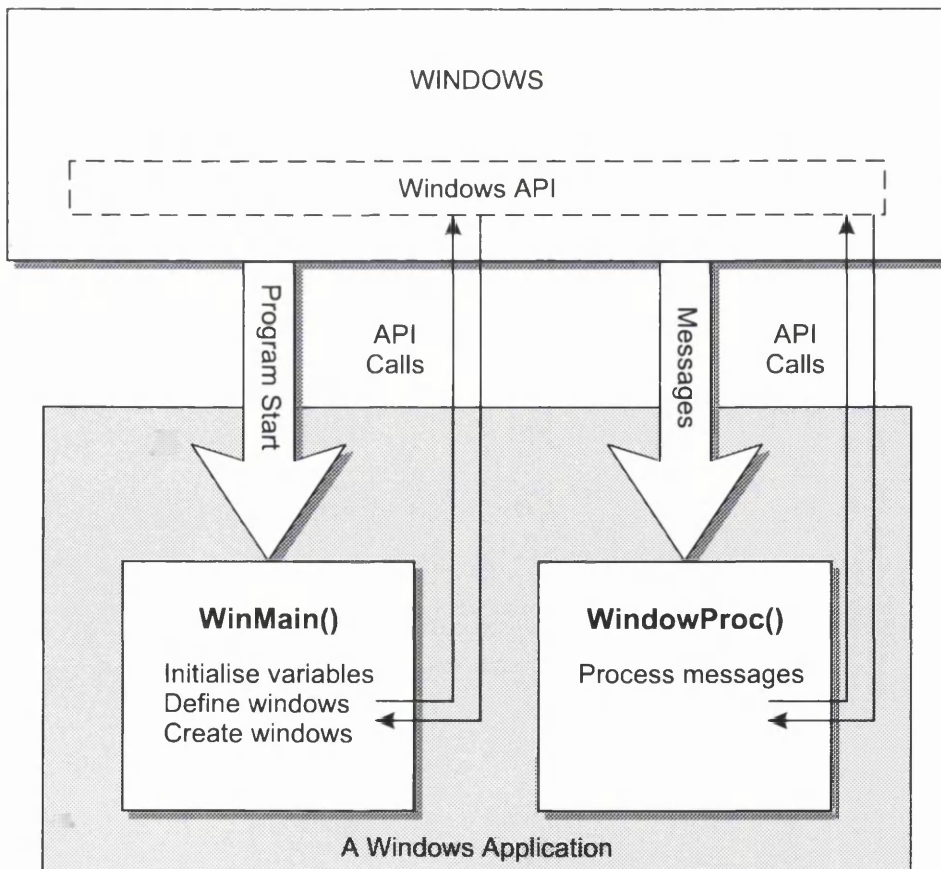 WINDOWS
Windows API
Program Start
API
Calls
Messages
API
Calls
WinMain()
Initialise variables
Define windows
Create windows
WindowProc()
Process messages
A Windows Application